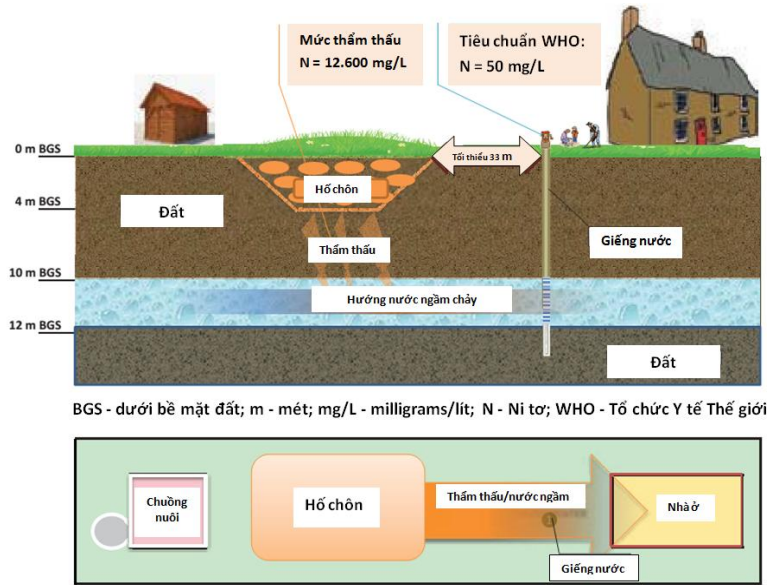 Mức thẩm thấu
N = 12.600 mg/L
Tiêu chuẩn WHO:
N = 50 mg/L
0 m BGS
Tối thiểu 33 m
Hố chôn
4 m BGS
Đất
Giếng nước
Thẩm thấu
10 m BGS
Hướng nước ngầm chảy
12 m BGS
Đất
BGS - dưới bề mặt đất; m - mét; mg/L - milligrams/lít; N - Ni tơ; WHO - Tổ chức Y tế Thế giới
Chuồng
nuôi
Hố chôn
Thẩm thấu/nước ngầm
Nhà ở
Giếng nước